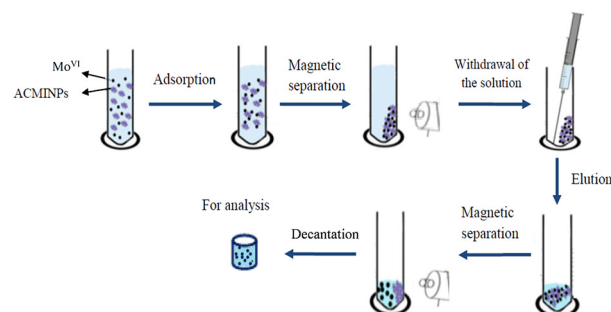 Mo^VI
ACMINPs
Adsorption
Magnetic
separation
Withdrawal of
the solution
Elution
Magnetic
separation
Decantation
For analysis